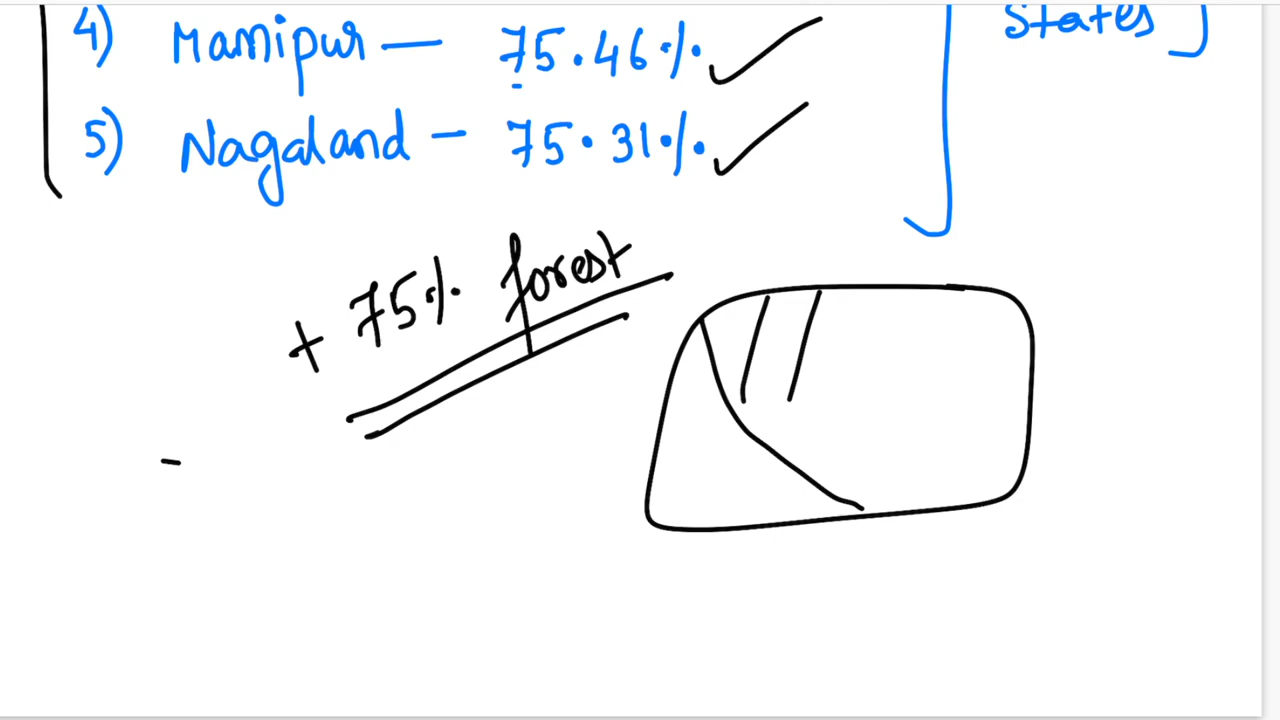 4) Manipur — 75.46%
States]
5) Nagaland - 75.31%
+ 75% forest
-